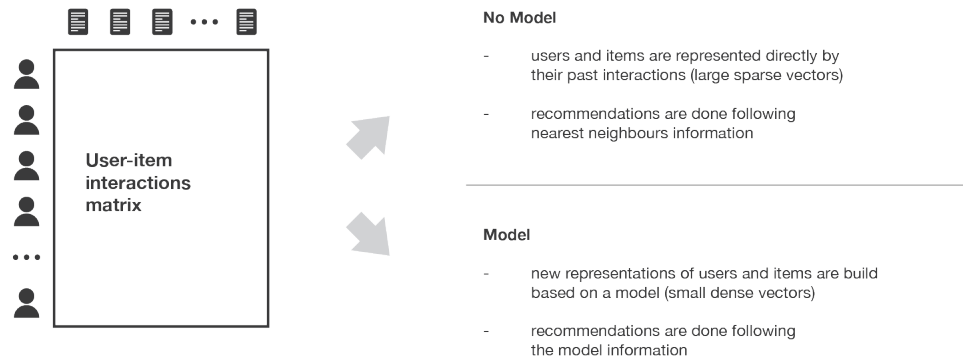 User-item
interactions
matrix
No Model
- users and items are represented directly by
their past interactions (large sparse vectors)
- recommendations are done following
nearest neighbours information
Model
- new representations of users and items are build
based on a model (small dense vectors)
- recommendations are done following
the model information